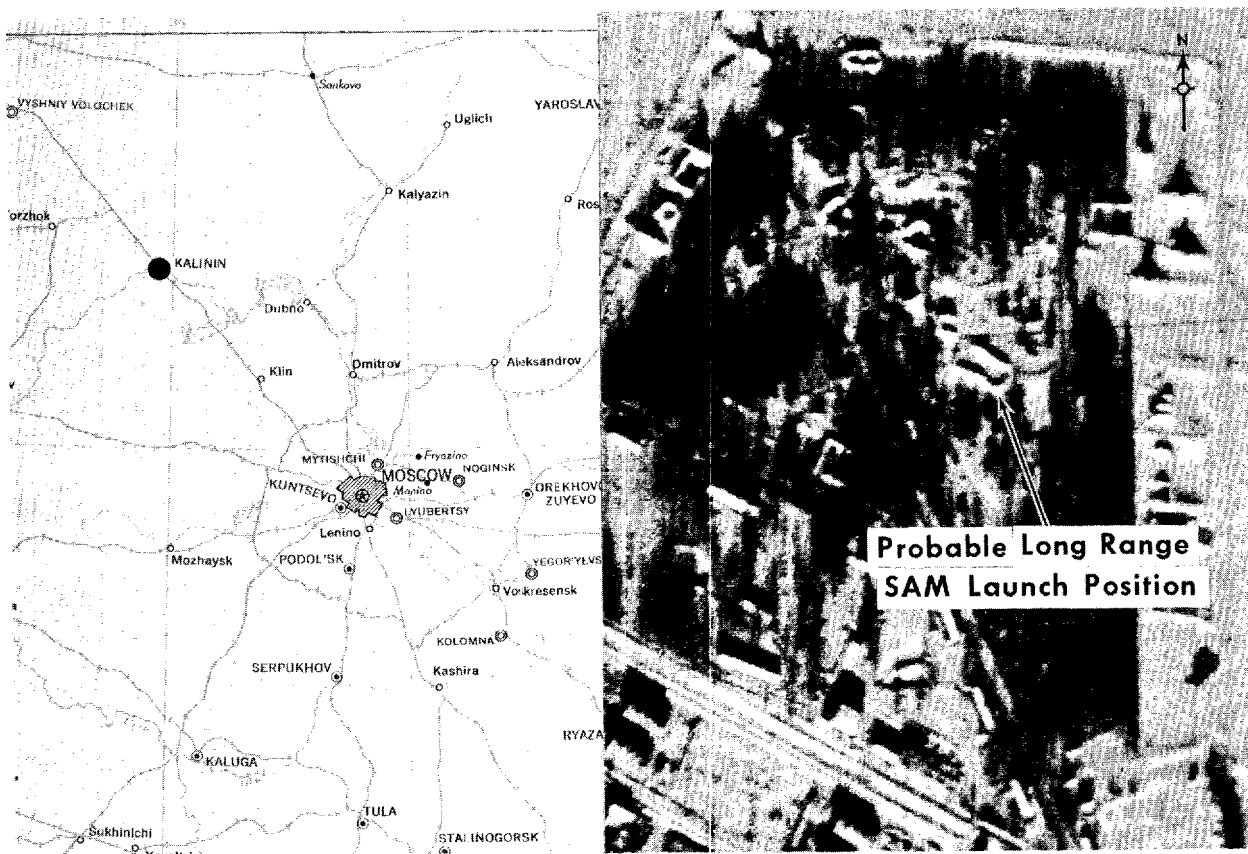 Sonkovo
VYSHNIY VOLOCHEK
YAROSLAV
Uglich
Kalyazin
Ros
orzhok
KALININ
Dubno
Klin
Dmitrov
Aleksandrov
Fryazino
MYTISHCHI
NOGINSK
MOSCOW
Monino
KUNTSEVO
OREKHOVO
ZUYEVO
LYUBERTSY
Lenino
Mozhaysk
PODOL'SK
YEGOR'YEVS
Voskresensk
KOLOMNA
SERPUKHOV
Kashira
RYAZA
KALUGA
TULA
Sukhinichi
STALINOGORSK
N
Probable Long Range
SAM Launch Position